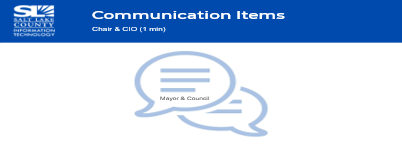 SALT LAKE
COUNTY
INFORMATION
TECHNOLOGY
Communication Items
Chair & CIO (1 min)
Mayor & Council